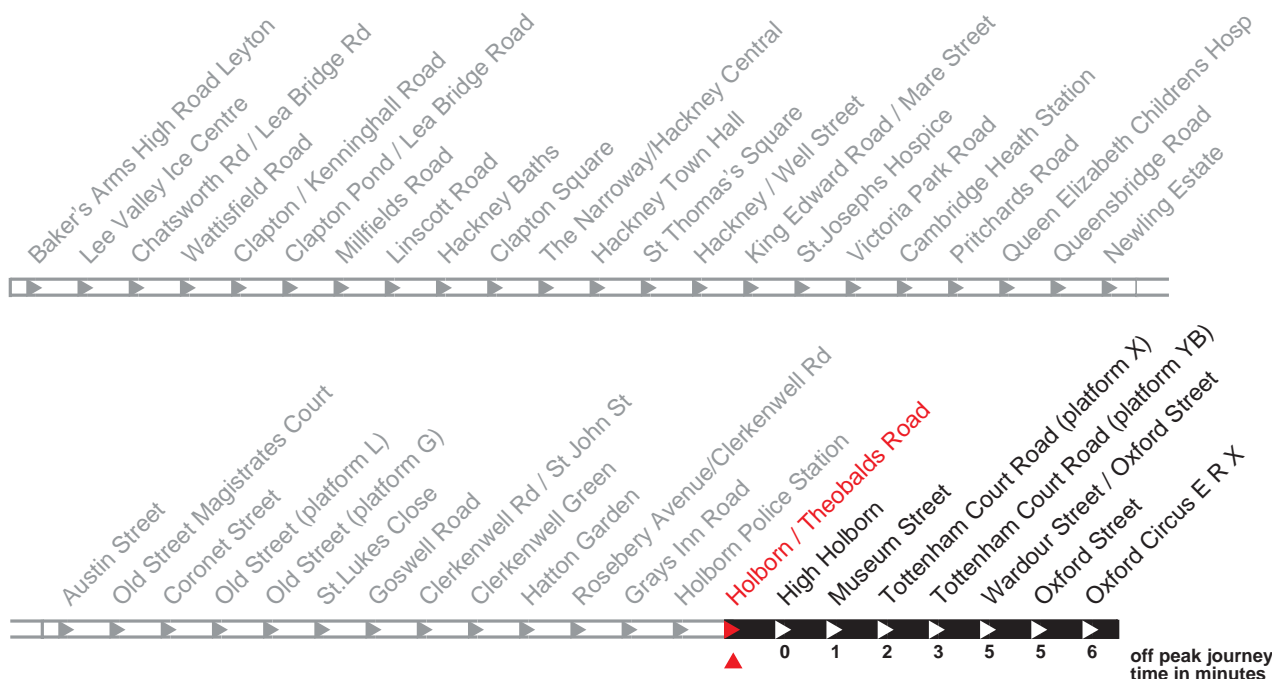 Baker's Arms High Road Leyton
Lee Valley Ice Centre
Chatsworth Rd / Lea Bridge Rd
Wattisfield Road
Clapton / Kenninghall Road
Clapton Pond / Lea Bridge Road
Millfields Road
Linscott Road
Hackney Baths
Clapton Square
The Narroway/Hackney Central
Hackney Town Hall
St Thomas's Square
Hackney / Well Street
King Edward Road / Mare Street
St.Josephs Hospice
Victoria Park Road
Cambridge Heath Station
Pritchards Road
Queen Elizabeth Childrens Hosp
Queensbridge Road
Newling Estate
Austin Street
Old Street Magistrates Court
Coronet Street
Old Street (platform L)
Old Street (platform G)
St.Lukes Close
Goswell Road
Clerkenwell Rd / St John St
Clerkenwell Green
Hatton Garden
Rosebery Avenue/Clerkenwell Rd
Grays Inn Road
Holborn Police Station
Holborn / Theobalds Road
High Holborn
Museum Street
Tottenham Court Road (platform X)
Tottenham Court Road (platform YB)
Wardour Street / Oxford Street
Oxford Street
Oxford Circus E R X
0 1 2 3 5 5 6
off peak journey
time in minutes